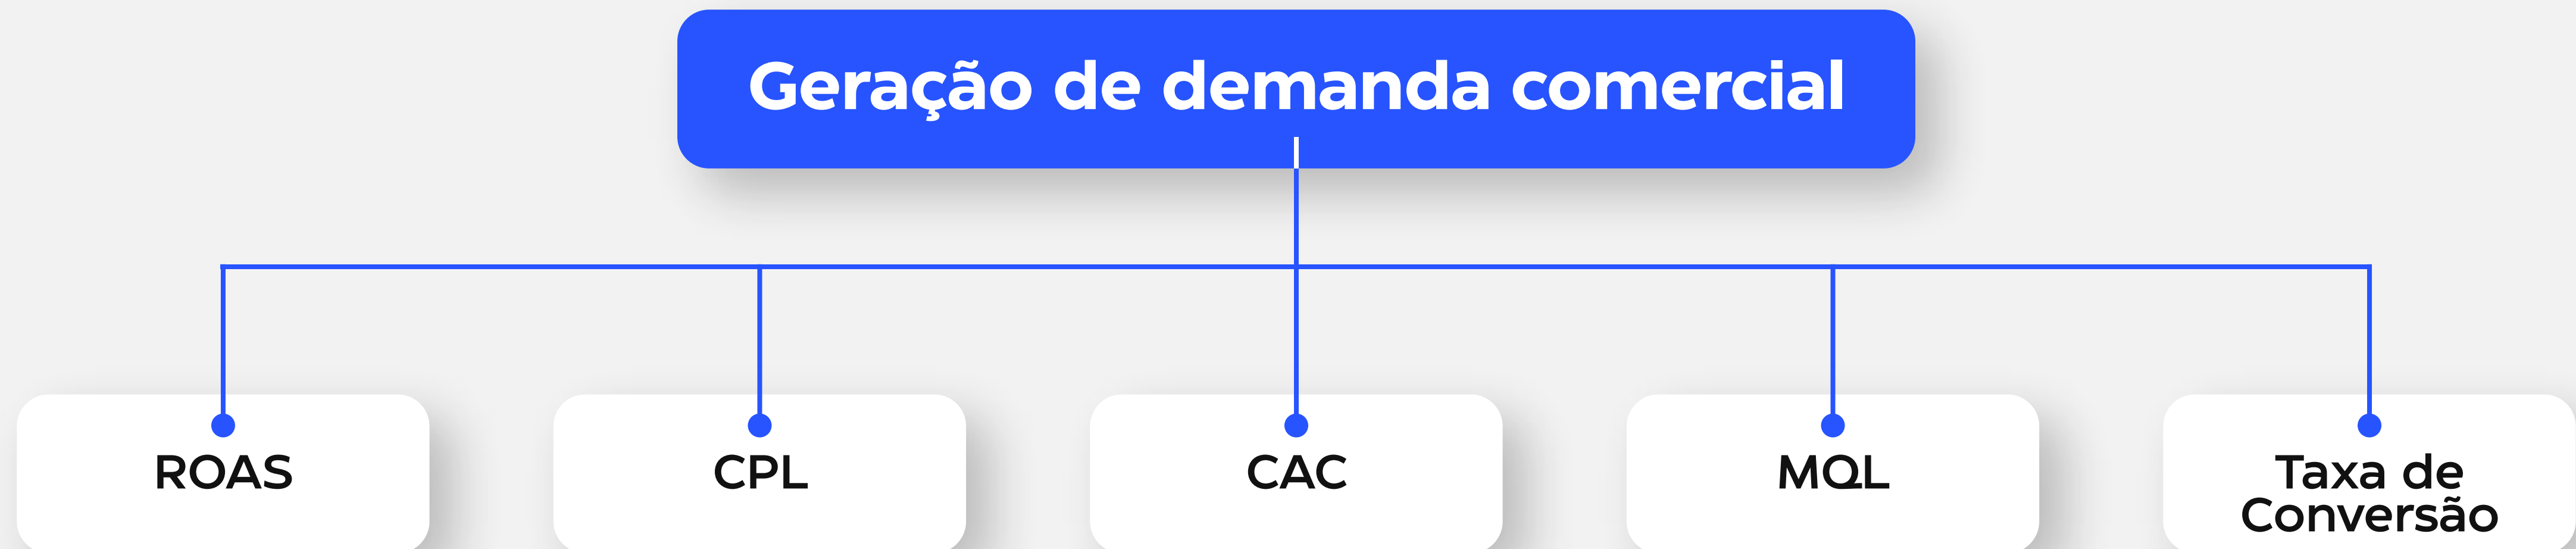 Geração de demanda comercial
ROAS
CPL
CAC
MQL
Taxa de
Conversão